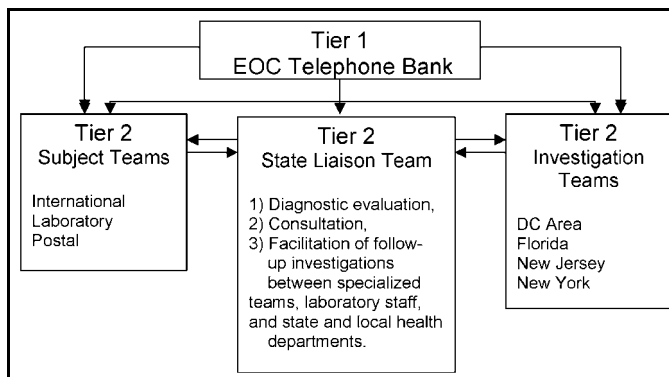 Tier 1
EOC Telephone Bank
Tier 2
Subject Teams
International
Laboratory
Postal
Tier 2
State Liaison Team
1) Diagnostic evaluation,
2) Consultation,
3) Facilitation of follow-
up investigations
between specialized
teams, laboratory staff,
and state and local health
departments.
Tier 2
Investigation
Teams
DC Area
Florida
New Jersey
New York